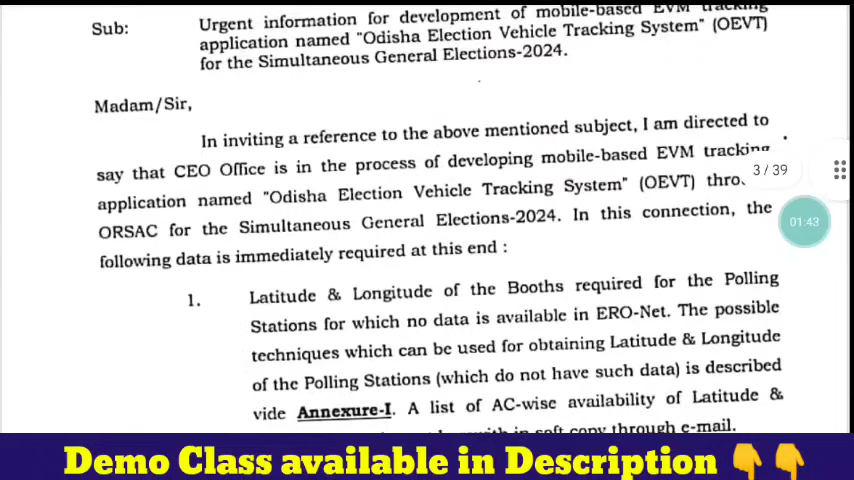 Sub: Urgent information for development of mobile-based EVM tracking
application named "Odisha Election Vehicle Tracking System" (OEVT)
for the Simultaneous General Elections-2024.
Madam/Sir,
In inviting a reference to the above mentioned subject, I am directed to
say that CEO Office is in the process of developing mobile-based EVM tracking
application named "Odisha Election Vehicle Tracking System" (OEVT)
ORSAC for the Simultaneous General Elections-2024. In this connection, the
following data is immediately required at this end :
3 / 39
01:43
1. Latitude & Longitude of the Booths required for the Polling
Stations for which no data is available in ERO-Net. The possible
techniques which can be used for obtaining Latitude & Longitude
of the Polling Stations (which do not have such data) is described
vide Annexure-I. A list of AC-wise availability of Latitude &
in soft copy through e-mail.
Demo Class available in Description 👇👇